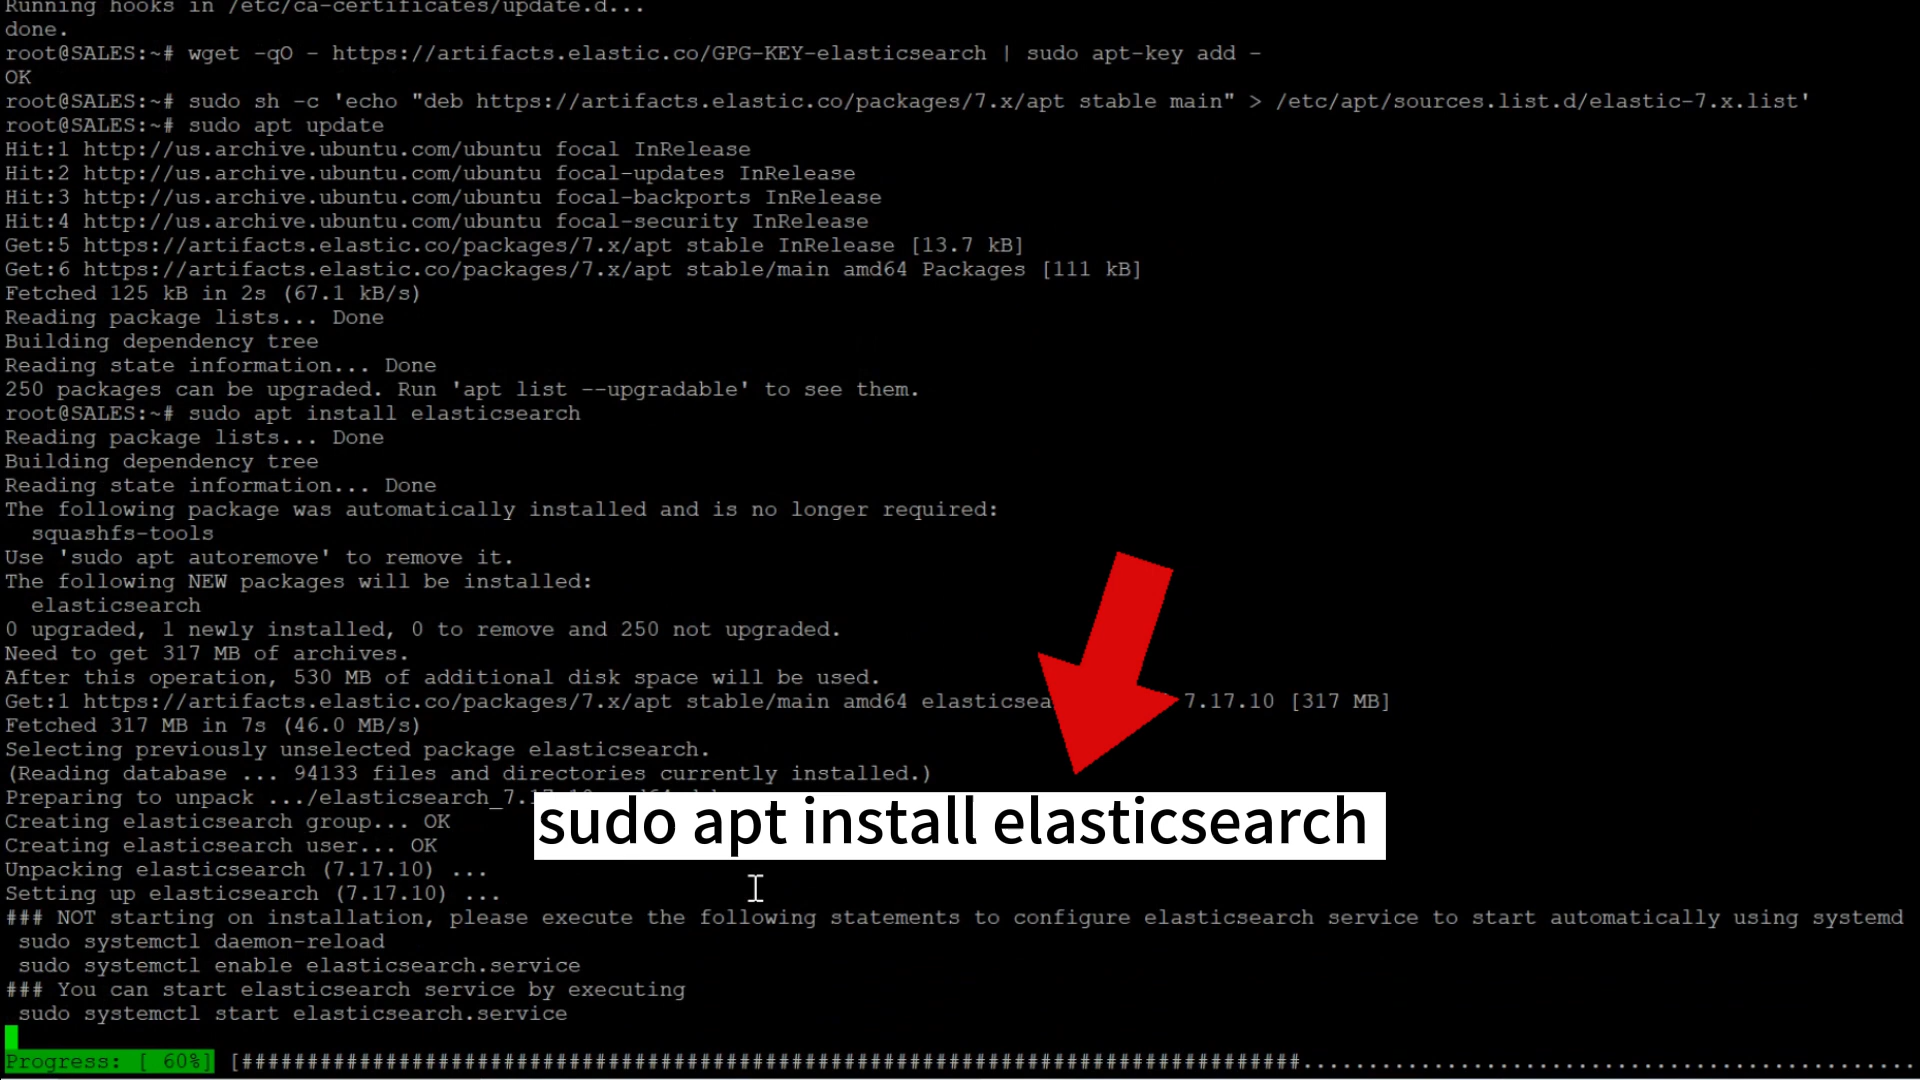 Running hooks in /etc/ca-certificates/update.d...
done.
root@SALES:~# wget -qO - https://artifacts.elastic.co/GPG-KEY-elasticsearch | sudo apt-key add -
OK
root@SALES:~# sudo sh -c 'echo "deb https://artifacts.elastic.co/packages/7.x/apt stable main" > /etc/apt/sources.list.d/elastic-7.x.list'
root@SALES:~# sudo apt update
Hit:1 http://us.archive.ubuntu.com/ubuntu focal InRelease
Hit:2 http://us.archive.ubuntu.com/ubuntu focal-updates InRelease
Hit:3 http://us.archive.ubuntu.com/ubuntu focal-backports InRelease
Hit:4 http://us.archive.ubuntu.com/ubuntu focal-security InRelease
Get:5 https://artifacts.elastic.co/packages/7.x/apt stable InRelease [13.7 kB]
Get:6 https://artifacts.elastic.co/packages/7.x/apt stable/main amd64 Packages [111 kB]
Fetched 125 kB in 2s (67.1 kB/s)
Reading package lists... Done
Building dependency tree
Reading state information... Done
250 packages can be upgraded. Run 'apt list --upgradable' to see them.
root@SALES:~# sudo apt install elasticsearch
Reading package lists... Done
Building dependency tree
Reading state information... Done
The following package was automatically installed and is no longer required:
  squashfs-tools
Use 'sudo apt autoremove' to remove it.
The following NEW packages will be installed:
  elasticsearch
0 upgraded, 1 newly installed, 0 to remove and 250 not upgraded.
Need to get 317 MB of archives.
After this operation, 530 MB of additional disk space will be used.
Get:1 https://artifacts.elastic.co/packages/7.x/apt stable/main amd64 7.17.10 [317 MB]
Fetched 317 MB in 7s (46.0 MB/s)
Selecting previously unselected package elasticsearch.
(Reading database ... 94133 files and directories currently installed.)
Preparing to unpack
sudo apt install elasticsearch
Creating elasticsearch group... OK
Creating elasticsearch user... OK
Unpacking elasticsearch (7.17.10) ...
Setting up elasticsearch (7.17.10) ...
### NOT starting on installation, please execute the following statements to configure elasticsearch service to start automatically using systemd
 sudo systemctl daemon-reload
 sudo systemctl enable elasticsearch.service
### You can start elasticsearch service by executing
 sudo systemctl start elasticsearch.service
Progress: [ 60%]